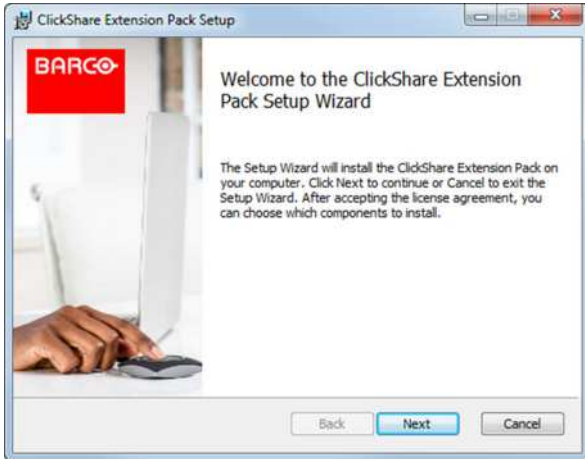 ClickShare Extension Pack Setup
BARCO
Welcome to the ClickShare Extension
Pack Setup Wizard
The Setup Wizard will install the ClickShare Extension Pack on
your computer. Click Next to continue or Cancel to exit the
Setup Wizard. After accepting the license agreement, you
can choose which components to install.
Back Next Cancel